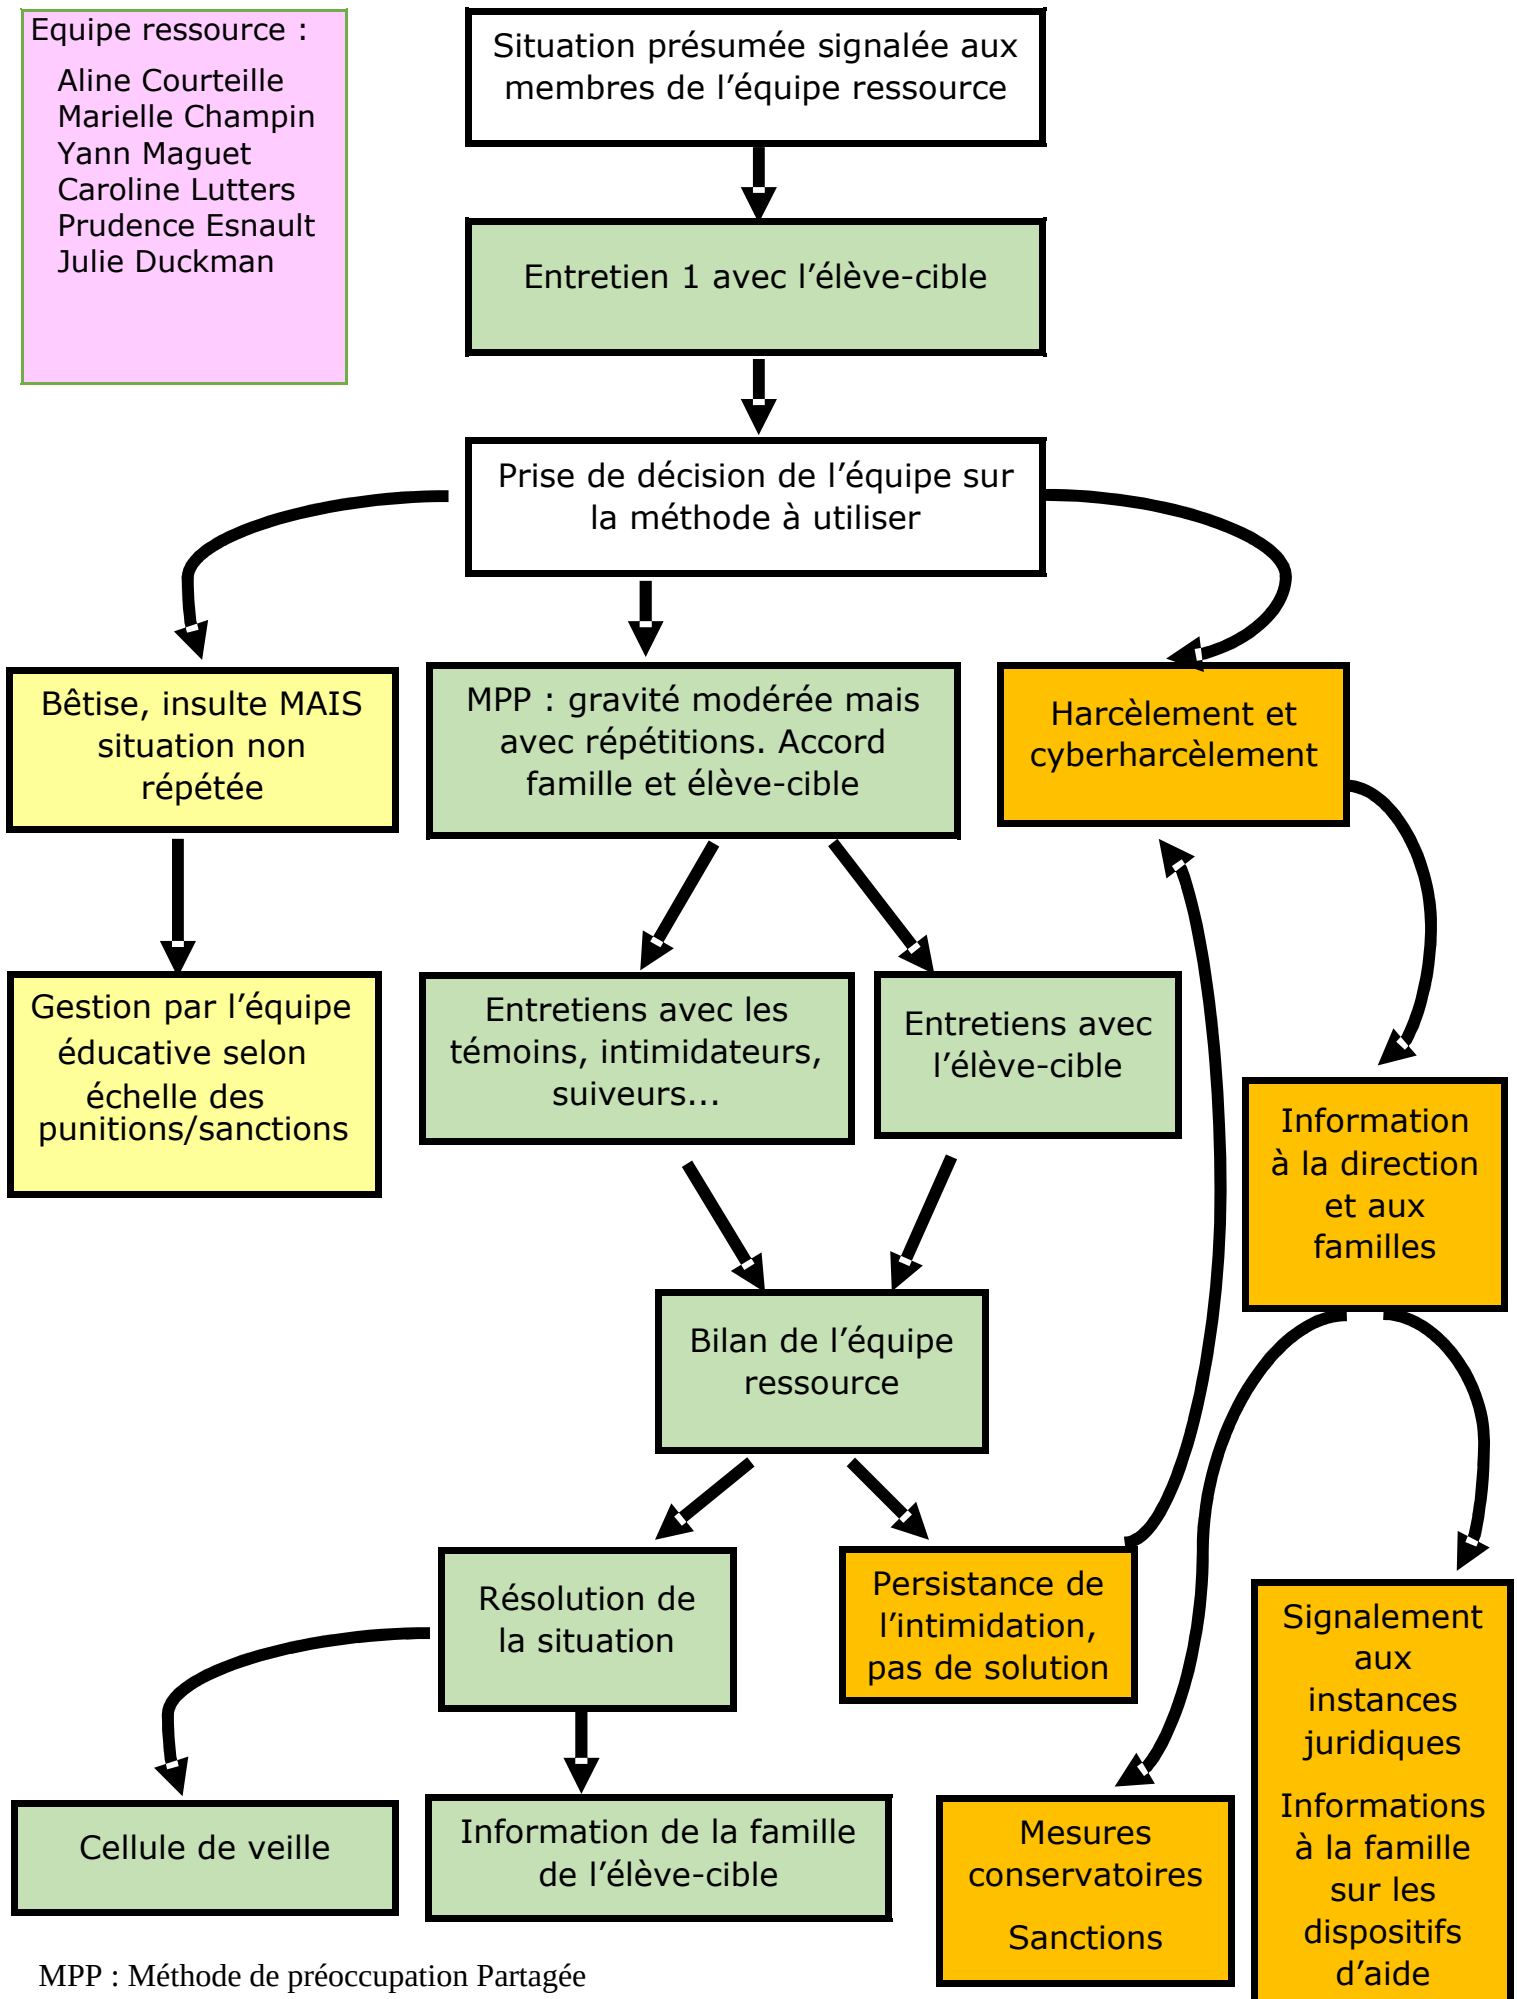 Equipe ressource :
Aline Courteille
Marielle Champin
Yann Maguet
Caroline Lutters
Prudence Esnault
Julie Duckman
Situation présumée signalée aux
membres de l’équipe ressource
Entretien 1 avec l’élève-cible
Prise de décision de l’équipe sur
la méthode à utiliser
Bêtise, insulte MAIS
situation non
répétée
MPP : gravité modérée mais
avec répétitions. Accord
famille et élève-cible
Harcèlement et
cyberharcèlement
Gestion par l’équipe
éducative selon
échelle des
punitions/sanctions
Entretiens avec les
témoins, intimidateurs,
suiveurs...
Entretiens avec
l’élève-cible
Information
à la direction
et aux
familles
Bilan de l’équipe
ressource
Résolution de
la situation
Persistance de
l’intimidation,
pas de solution
Signalement
aux
instances
juridiques
Informations
à la famille
sur les
dispositifs
d’aide
Cellule de veille
Information de la famille
de l’élève-cible
Mesures
conservatoires
Sanctions
MPP : Méthode de préoccupation Partagée